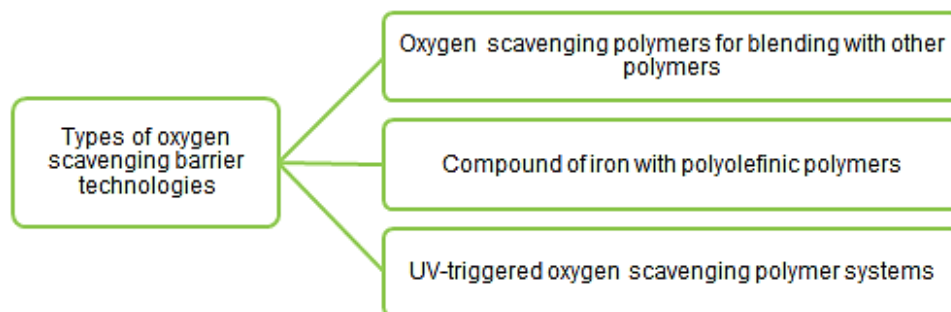 Types of oxygen
scavenging barrier
technologies
Oxygen scavenging polymers for blending with other
polymers
Compound of iron with polyolefinic polymers
UV-triggered oxygen scavenging polymer systems